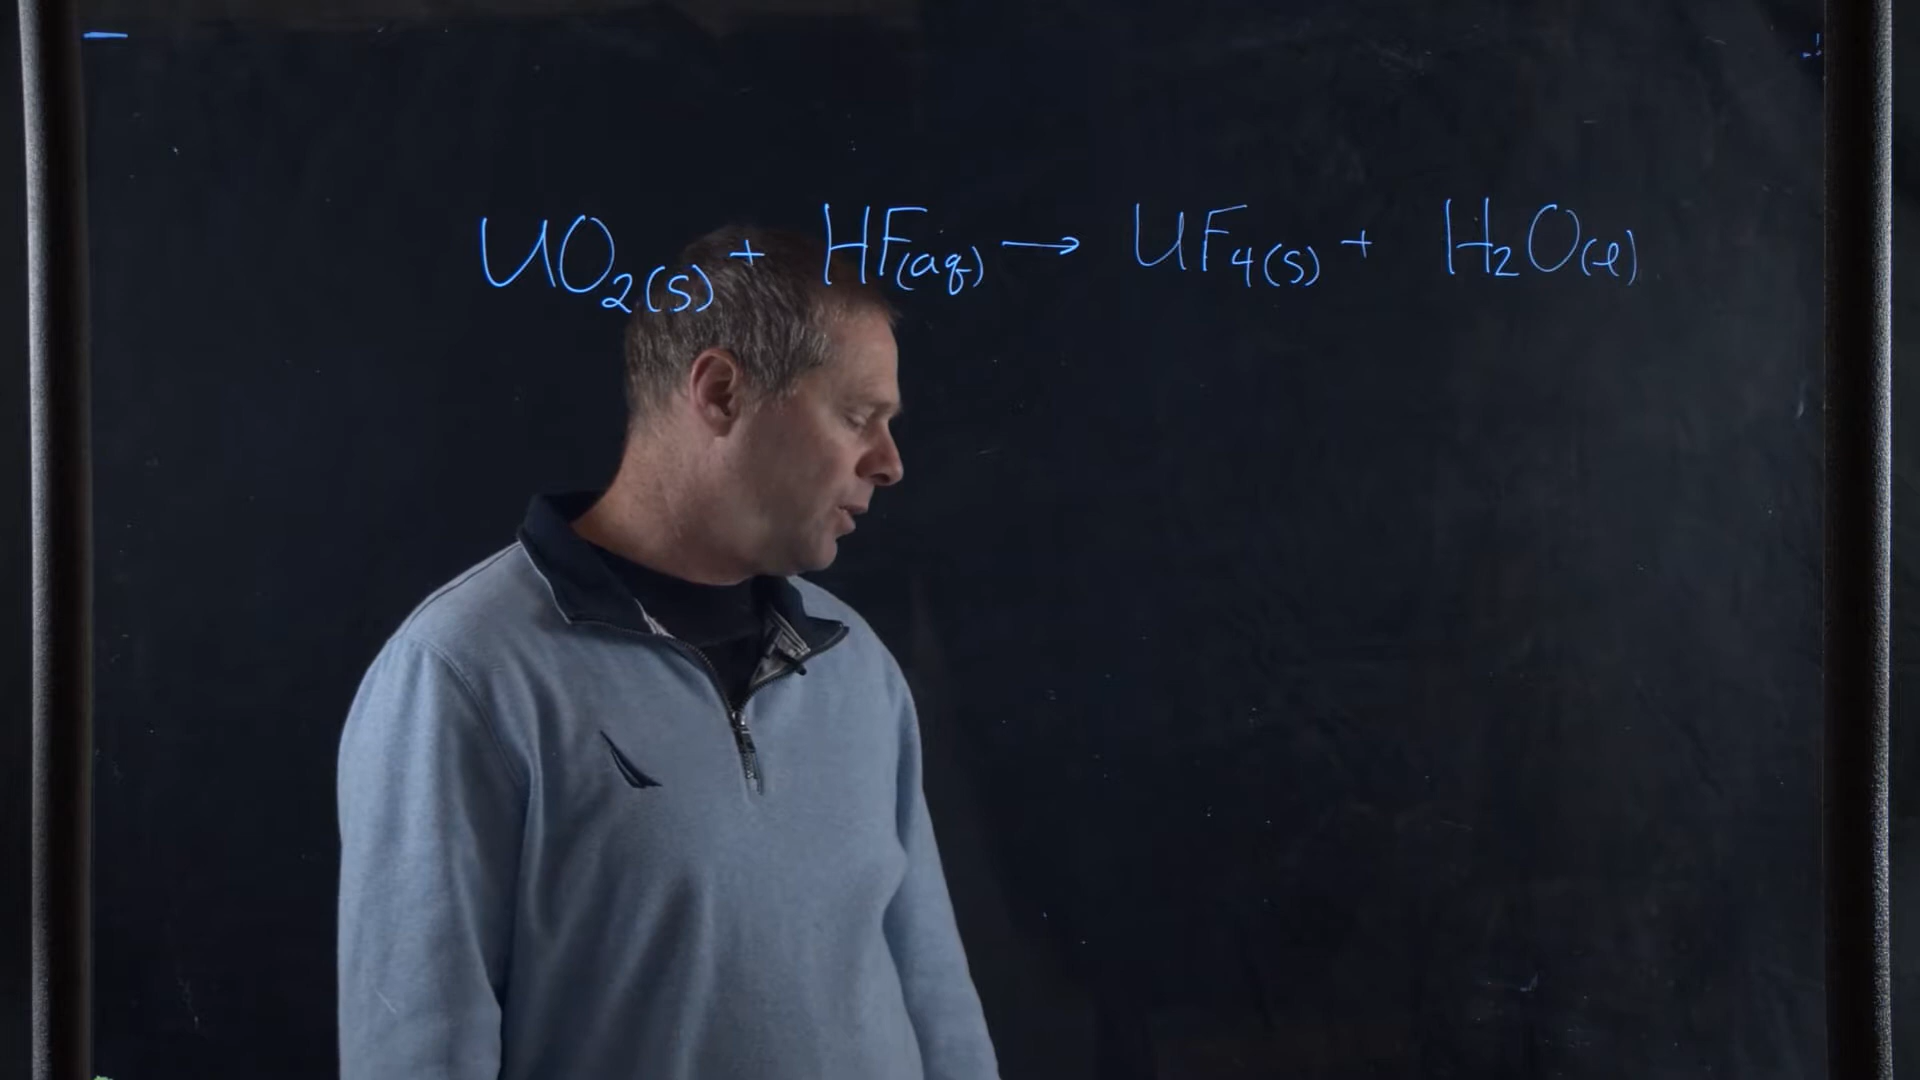 UO₂(s) + HF(aq) → UF₄(s) + H₂O(l)